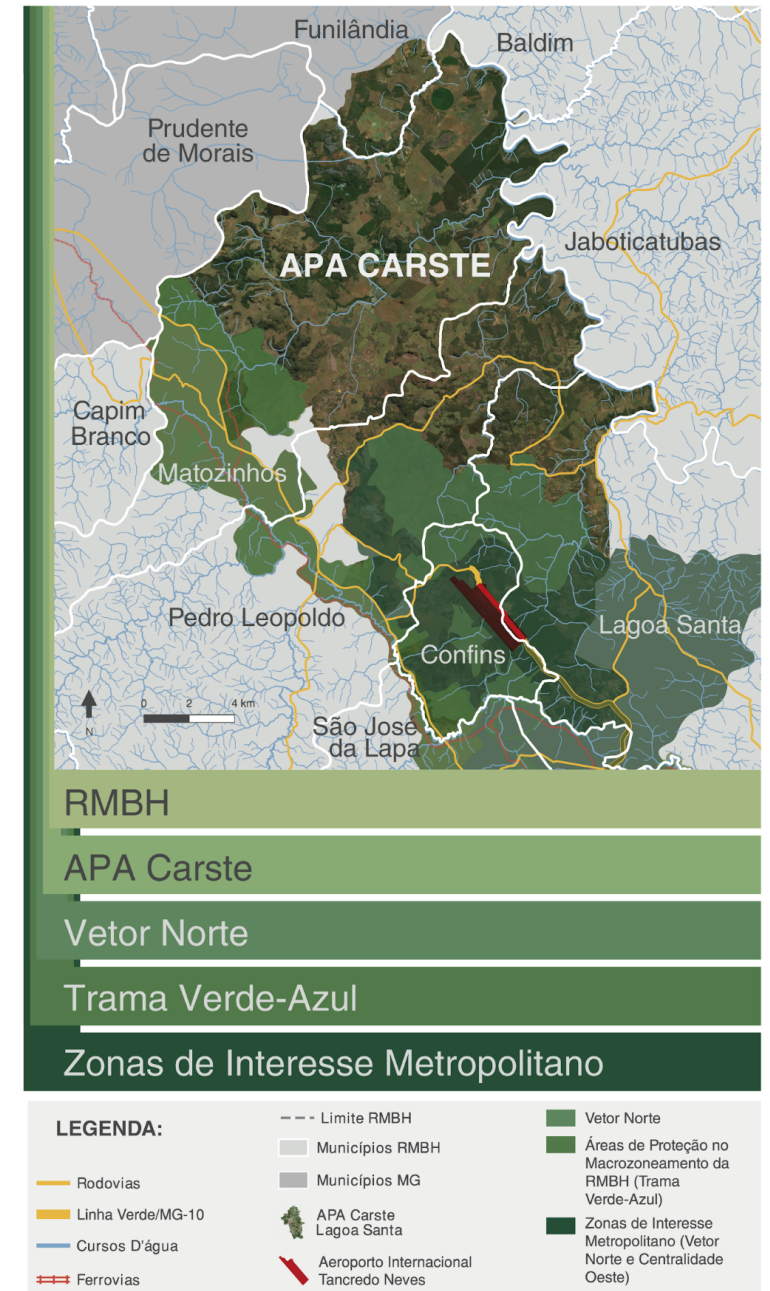 Funilândia
Baldim
Prudente
de Morais
Jaboticatubas
APA CARSTE
Capim
Branco
Matozinhos
Pedro Leopoldo
Lagoa Santa
Confins
0 2 4 km
N
São José
da Lapa
RMBH
APA Carste
Vetor Norte
Trama Verde-Azul
Zonas de Interesse Metropolitano
LEGENDA:
Rodovias
Linha Verde/MG-10
Cursos D'água
Ferrovias
Limite RMBH
Municípios RMBH
Municípios MG
APA Carste
Lagoa Santa
Aeroporto Internacional
Tancredo Neves
Vetor Norte
Áreas de Proteção no
Macrozoneamento da
RMBH (Trama
Verde-Azul)
Zonas de Interesse
Metropolitano (Vetor
Norte e Centralidade
Oeste)